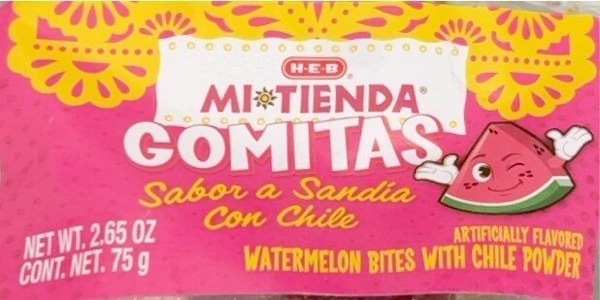 H-E-B®
MI TIENDA®
GOMITAS
Sabor a Sandía
Con Chile
NET WT. 2.65 OZ
CONT. NET. 75 g
ARTIFICIALLY FLAVORED
WATERMELON BITES WITH CHILE POWDER